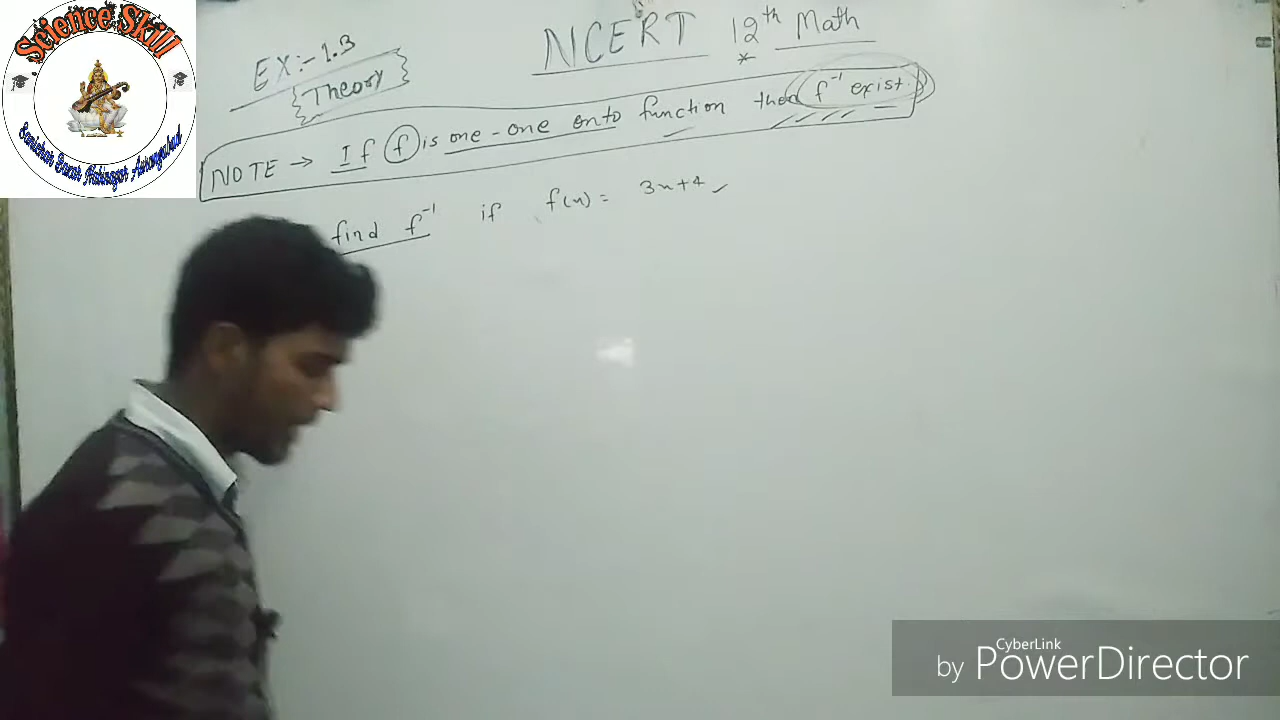 Science Skill
NCERT 12th Math
EX:- 1.3
Theory
NOTE → If f is one-one onto function then f⁻¹ exist.
find f⁻¹ if f(x) = 3x+4
CyberLink
by PowerDirector